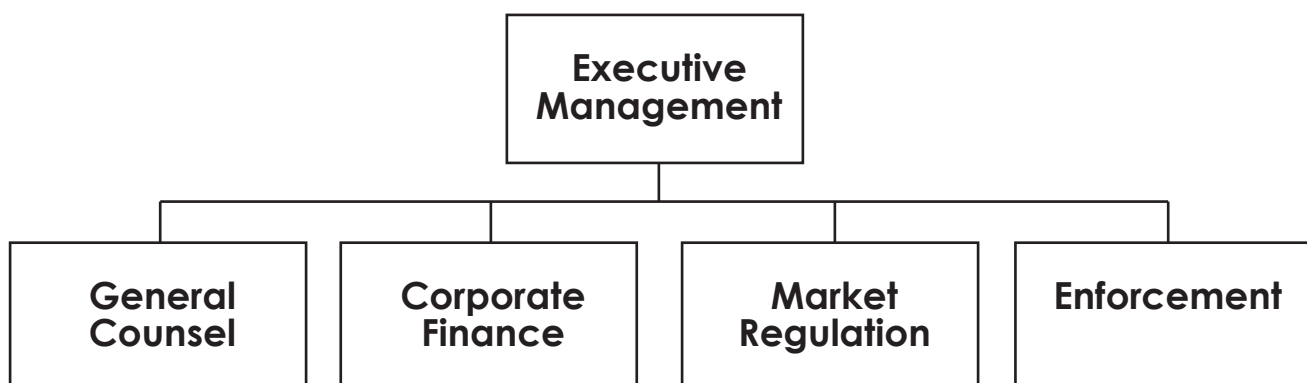 Executive
Management
General
Counsel
Corporate
Finance
Market
Regulation
Enforcement